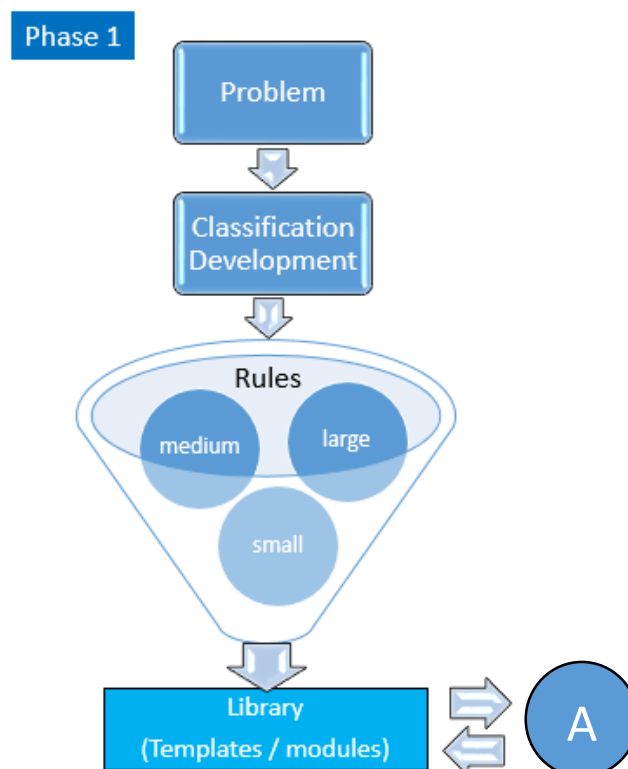 Phase 1
Problem
Classification
Development
Rules
medium
large
small
Library
(Templates / modules)
A